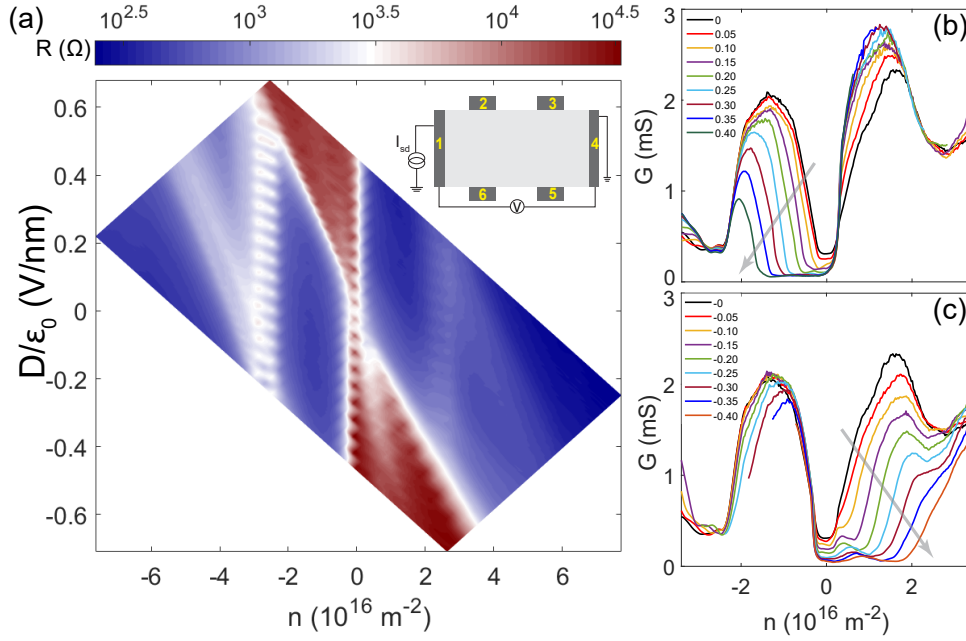 (a)
10^2.5 10^3 10^3.5 10^4 10^4.5
R (Ω)
D/ε₀ (V/nm)
0.6
0.4
0.2
0
-0.2
-0.4
-0.6
-6 -4 -2 0 2 4 6
n (10^16 m^-2)
2 3
1 4
6 5
I_sd
V
(b)
G (mS)
3
2
1
0
0
0.05
0.10
0.15
0.20
0.25
0.30
0.35
0.40
(c)
G (mS)
3
2
1
0
-0
-0.05
-0.10
-0.15
-0.20
-0.25
-0.30
-0.35
-0.40
-2 0 2
n (10^16 m^-2)